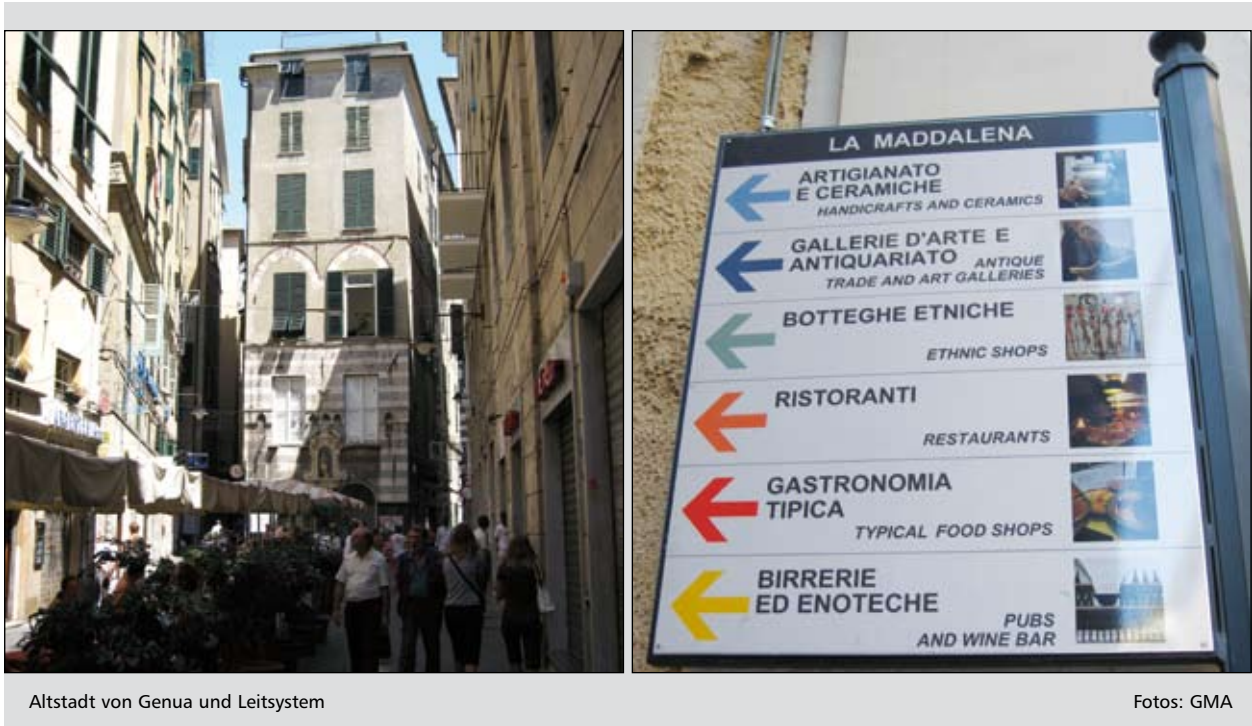 LA MADDALENA
ARTIGIANATO
E CERAMICHE
HANDICRAFTS AND CERAMICS
GALLERIE D'ARTE E
ANTIQUARIATO ANTIQUE
TRADE AND ART GALLERIES
BOTTEGHE ETNICHE
ETHNIC SHOPS
RISTORANTI
RESTAURANTS
GASTRONOMIA
TIPICA
TYPICAL FOOD SHOPS
BIRRERIE
ED ENOTECHE
PUBS
AND WINE BAR
Altstadt von Genua und Leitsystem
Fotos: GMA